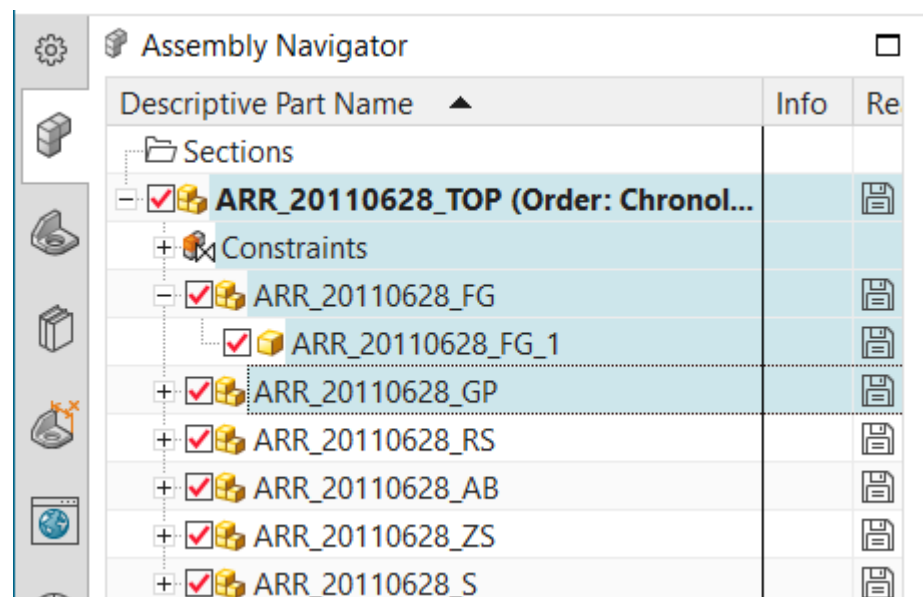 Assembly Navigator
Descriptive Part Name Info Re
Sections
ARR_20110628_TOP (Order: Chronol...
Constraints
ARR_20110628_FG
ARR_20110628_FG_1
ARR_20110628_GP
ARR_20110628_RS
ARR_20110628_AB
ARR_20110628_ZS
ARR_20110628_S